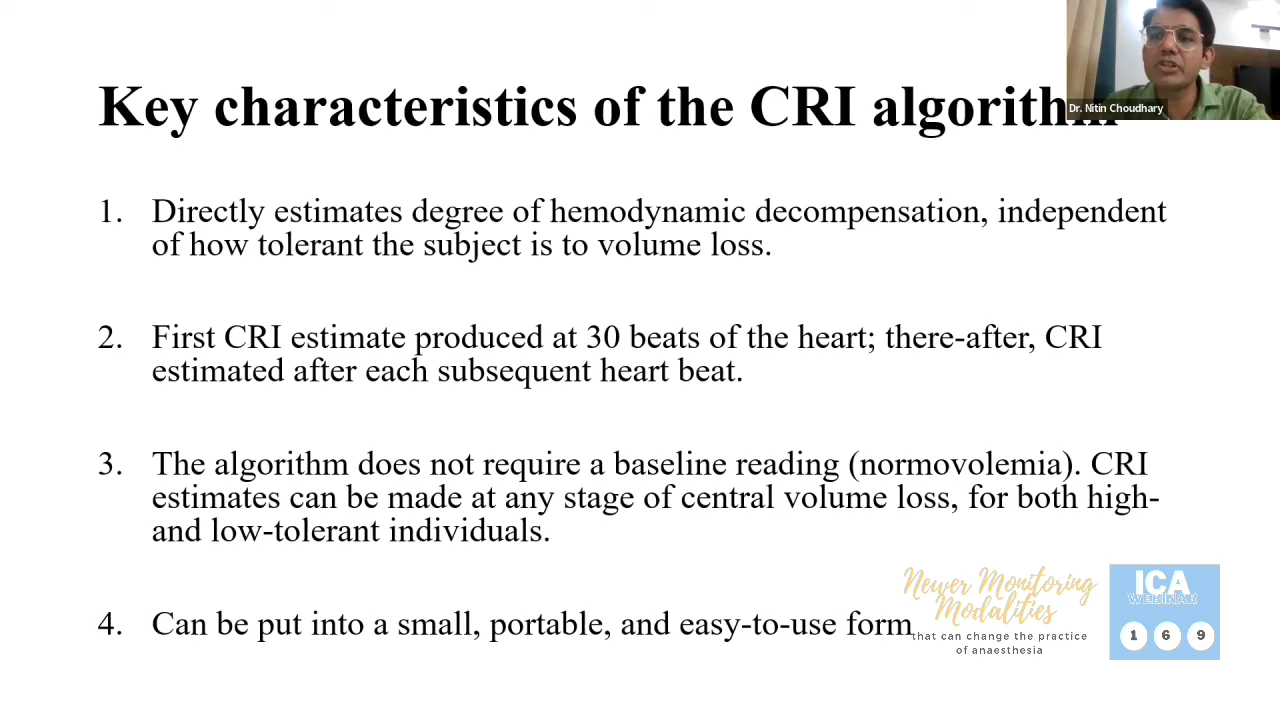 Key characteristics of the CRI algorithm
Dr. Nitin Choudhary
1. Directly estimates degree of hemodynamic decompensation, independent
of how tolerant the subject is to volume loss.
2. First CRI estimate produced at 30 beats of the heart; there-after, CRI
estimated after each subsequent heart beat.
3. The algorithm does not require a baseline reading (normovolemia). CRI
estimates can be made at any stage of central volume loss, for both high-
and low-tolerant individuals.
4. Can be put into a small, portable, and easy-to-use form
Newer Monitoring
Modalities
that can change the practice
of anaesthesia
ICA
WEBINAR
1 6 9